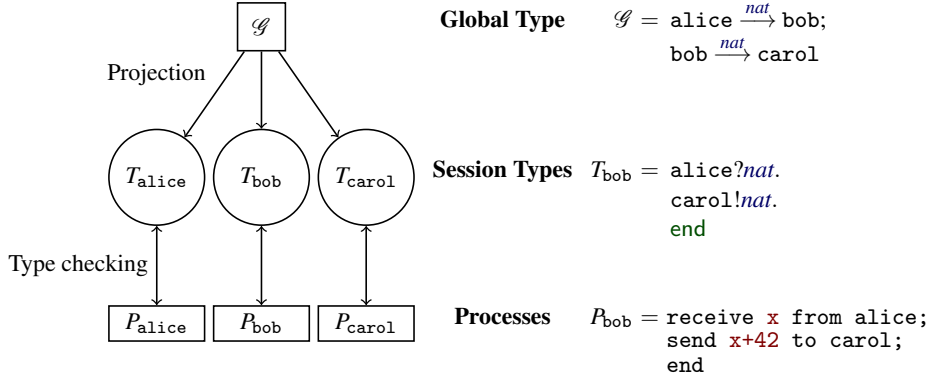 𝒢 Global Type 𝒢 = alice —nat→ bob;
bob —nat→ carol
Projection
T_alice T_bob T_carol Session Types T_bob = alice?nat.
carol!nat.
end
Type checking
P_alice P_bob P_carol Processes P_bob = receive x from alice;
send x+42 to carol;
end